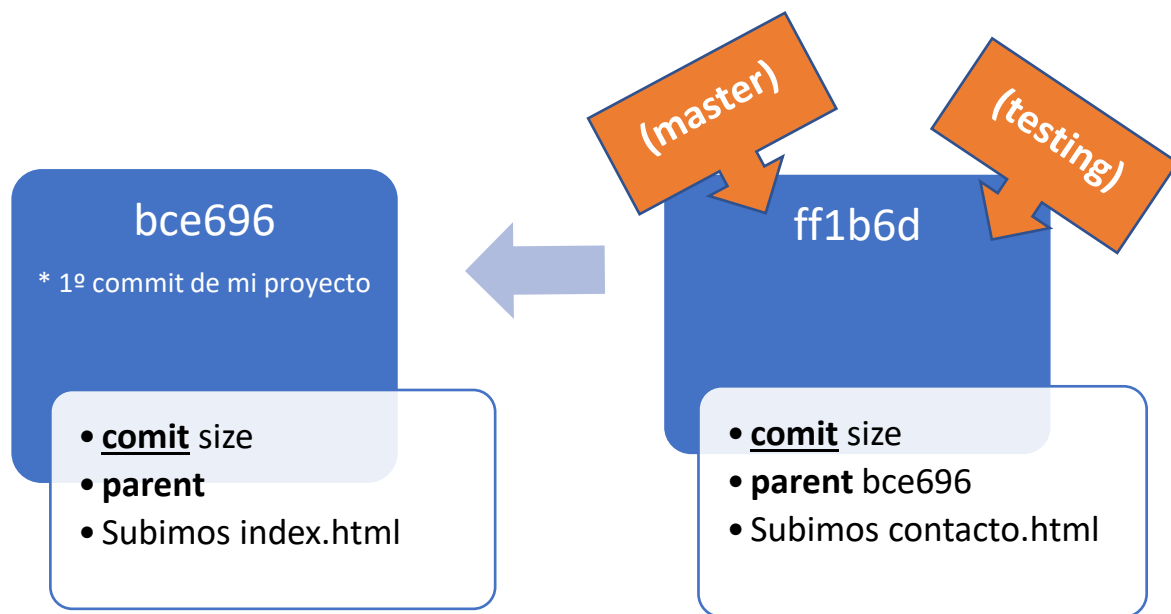 (master)
(testing)
bce696
* 1º commit de mi proyecto
• comit size
• parent
• Subimos index.html
ff1b6d
• comit size
• parent bce696
• Subimos contacto.html